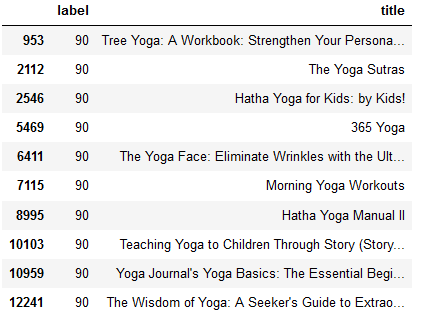 label title
953 90 Tree Yoga: A Workbook: Strengthen Your Persona...
2112 90 The Yoga Sutras
2546 90 Hatha Yoga for Kids: by Kids!
5469 90 365 Yoga
6411 90 The Yoga Face: Eliminate Wrinkles with the Ult...
7115 90 Morning Yoga Workouts
8995 90 Hatha Yoga Manual II
10103 90 Teaching Yoga to Children Through Story (Story...
10959 90 Yoga Journal's Yoga Basics: The Essential Begi...
12241 90 The Wisdom of Yoga: A Seeker's Guide to Extrao...